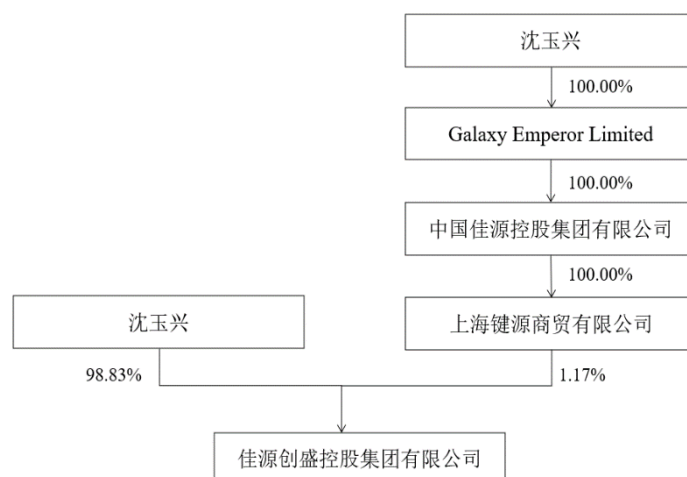 沈玉兴
100.00%
Galaxy Emperor Limited
100.00%
中国佳源控股集团有限公司
100.00%
沈玉兴
上海键源商贸有限公司
98.83%
1.17%
佳源创盛控股集团有限公司